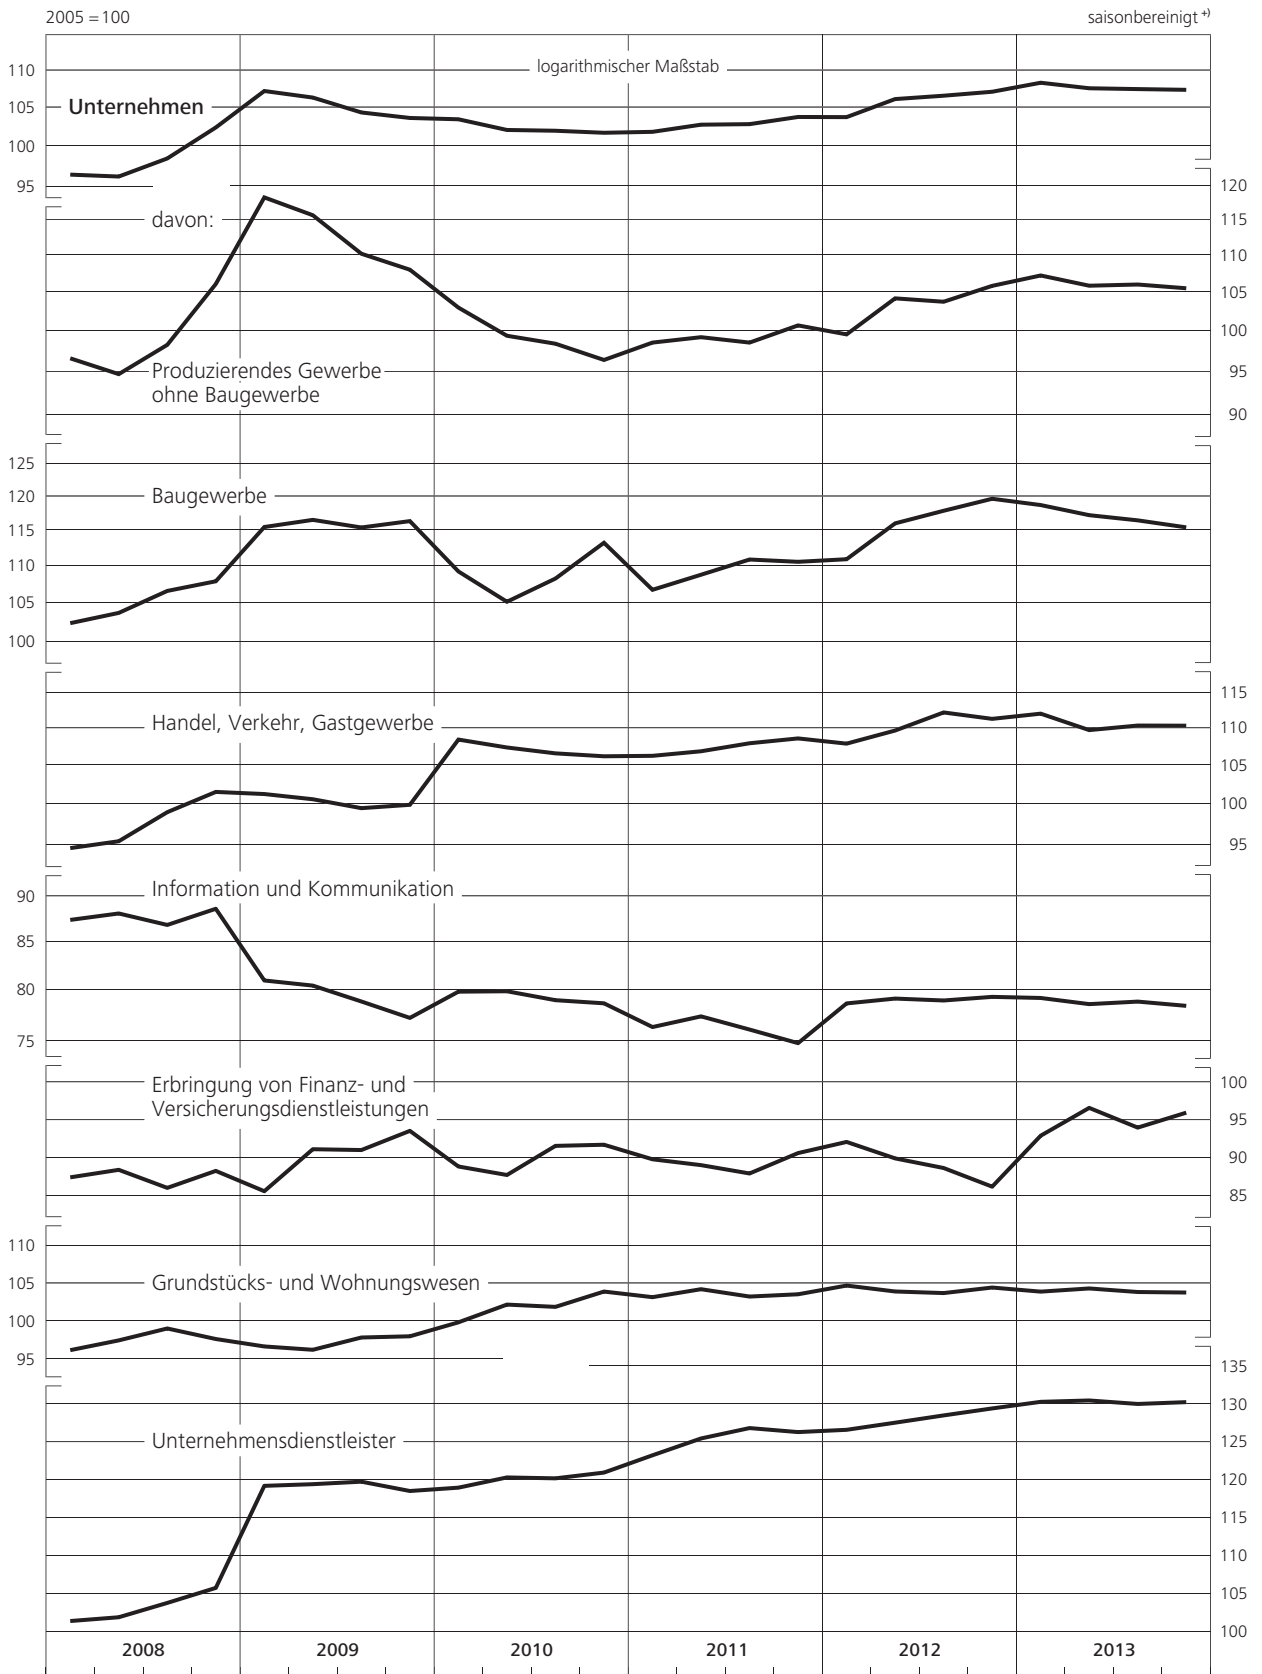 2005 = 100
saisonbereinigt +)
logarithmischer Maßstab
110
105
100
95
Unternehmen
120
115
110
105
100
95
90
davon:
Produzierendes Gewerbe
ohne Baugewerbe
125
120
115
110
105
100
Baugewerbe
115
110
105
100
95
Handel, Verkehr, Gastgewerbe
90
85
80
75
Information und Kommunikation
100
95
90
85
Erbringung von Finanz- und
Versicherungsdienstleistungen
110
105
100
95
Grundstücks- und Wohnungswesen
135
130
125
120
115
110
105
100
Unternehmensdienstleister
2008 2009 2010 2011 2012 2013